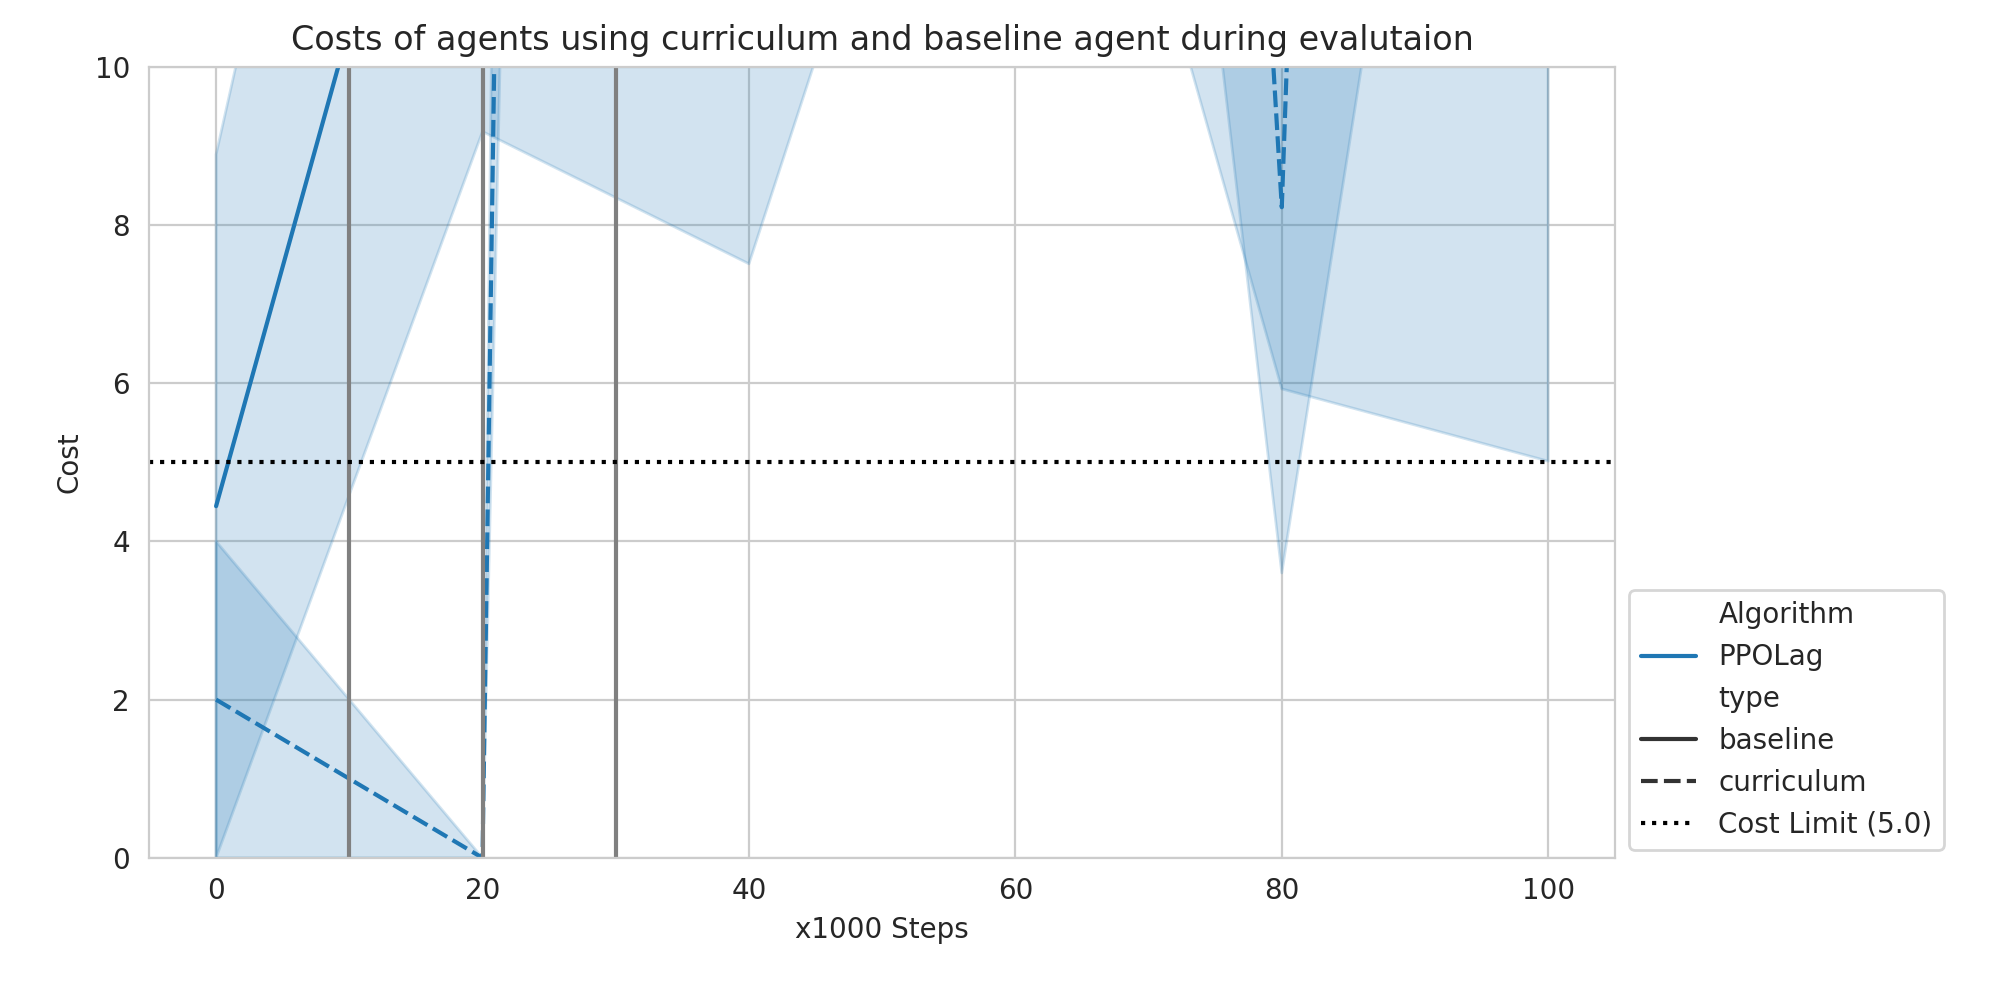 Costs of agents using curriculum and baseline agent during evalutaion
10
8
6
4
2
0
Cost
0 20 40 60 80 100
x1000 Steps
Algorithm
PPOLag
type
baseline
curriculum
Cost Limit (5.0)